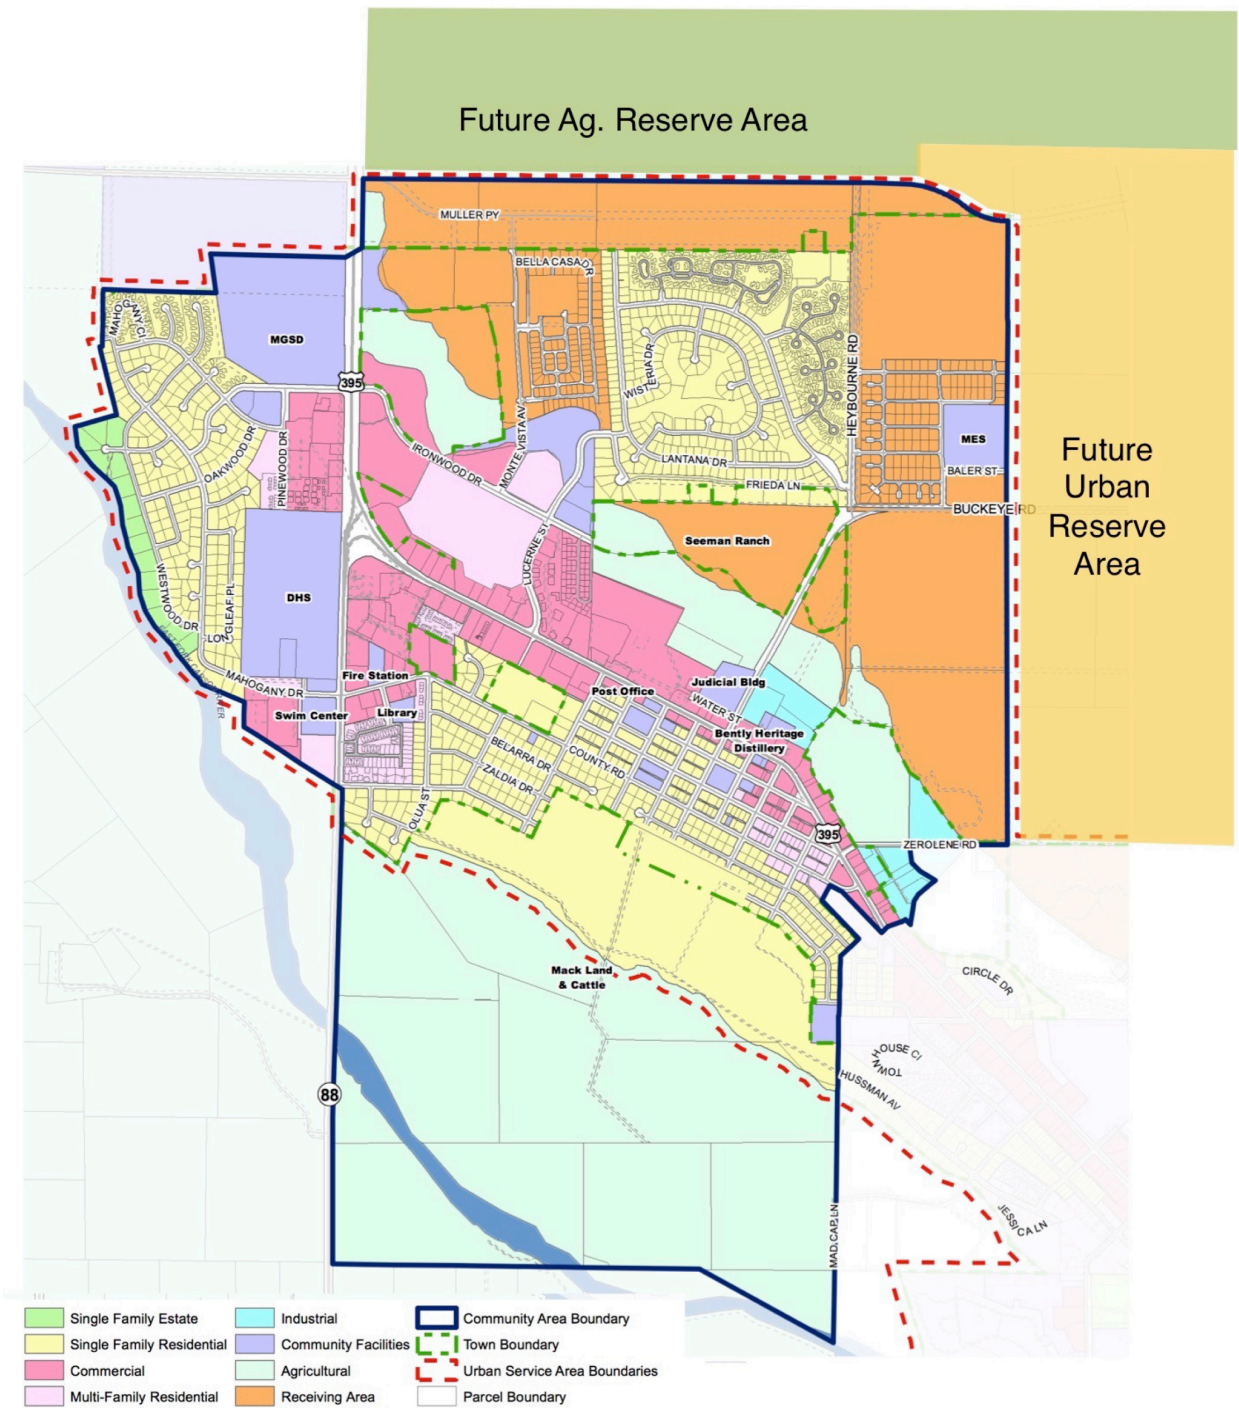 Future Ag. Reserve Area
MULLER PY
BELLA CASA DR
MAHOGANY CI
MGSD
395
WISTERIA DR
HEYBOURNE RD
MES
Future
Urban
Reserve
Area
OAKWOOD DR
PINEWOOD DR
IRONWOOD DR
MONTE VISTA AV
LANTANA DR
BALER ST
FRIEDA LN
BUCKEYE RD
Seeman Ranch
LUCERNE ST
DHS
WESTWOOD DR
LONGLEAF PL
MAHOGANY DR
Fire Station
Judicial Bldg
Post Office
WATER ST
Swim Center
Library
Bently Heritage
Distillery
BELARRA DR
COUNTY RD
ZALDIA DR
OLUA ST
395
ZEROLENE RD
Mack Land
& Cattle
CIRCLE DR
TOWNHOUSE CI
HUSSMAN AV
88
JESSICA LN
MAD CAP LN
Single Family Estate
Single Family Residential
Commercial
Multi-Family Residential
Industrial
Community Facilities
Agricultural
Receiving Area
Community Area Boundary
Town Boundary
Urban Service Area Boundaries
Parcel Boundary